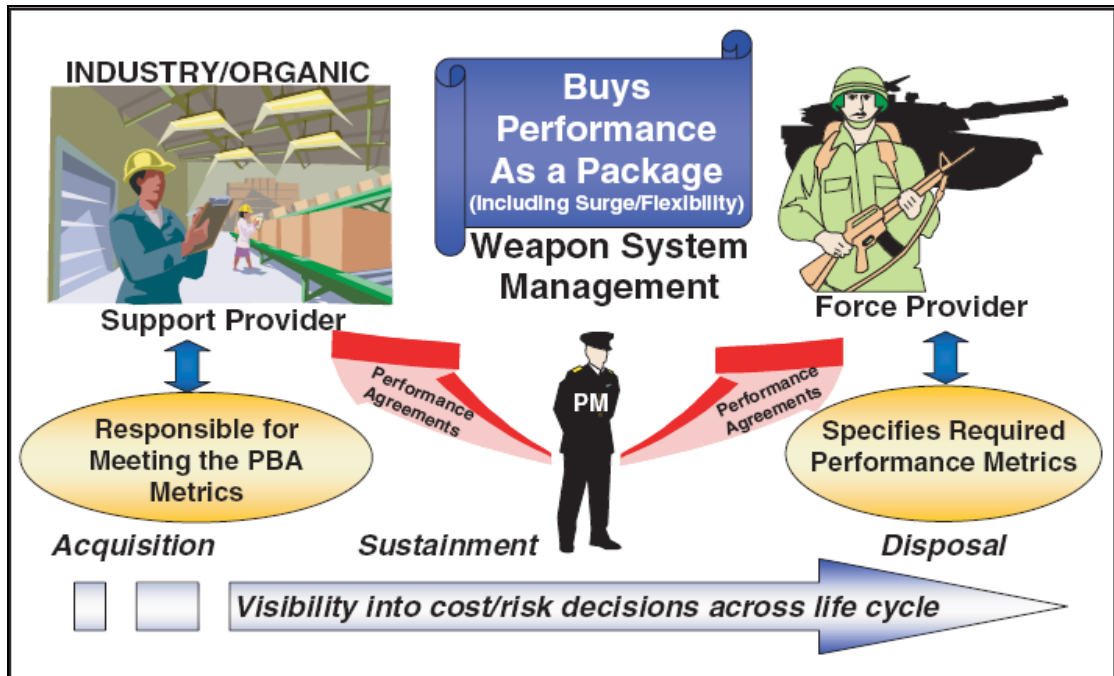 INDUSTRY/ORGANIC
Support Provider
Buys
Performance
As a Package
(Including Surge/Flexibility)
Weapon System
Management
Force Provider
Performance
Agreements
PM
Performance
Agreements
Responsible for
Meeting the PBA
Metrics
Specifies Required
Performance Metrics
Acquisition
Sustainment
Disposal
Visibility into cost/risk decisions across life cycle